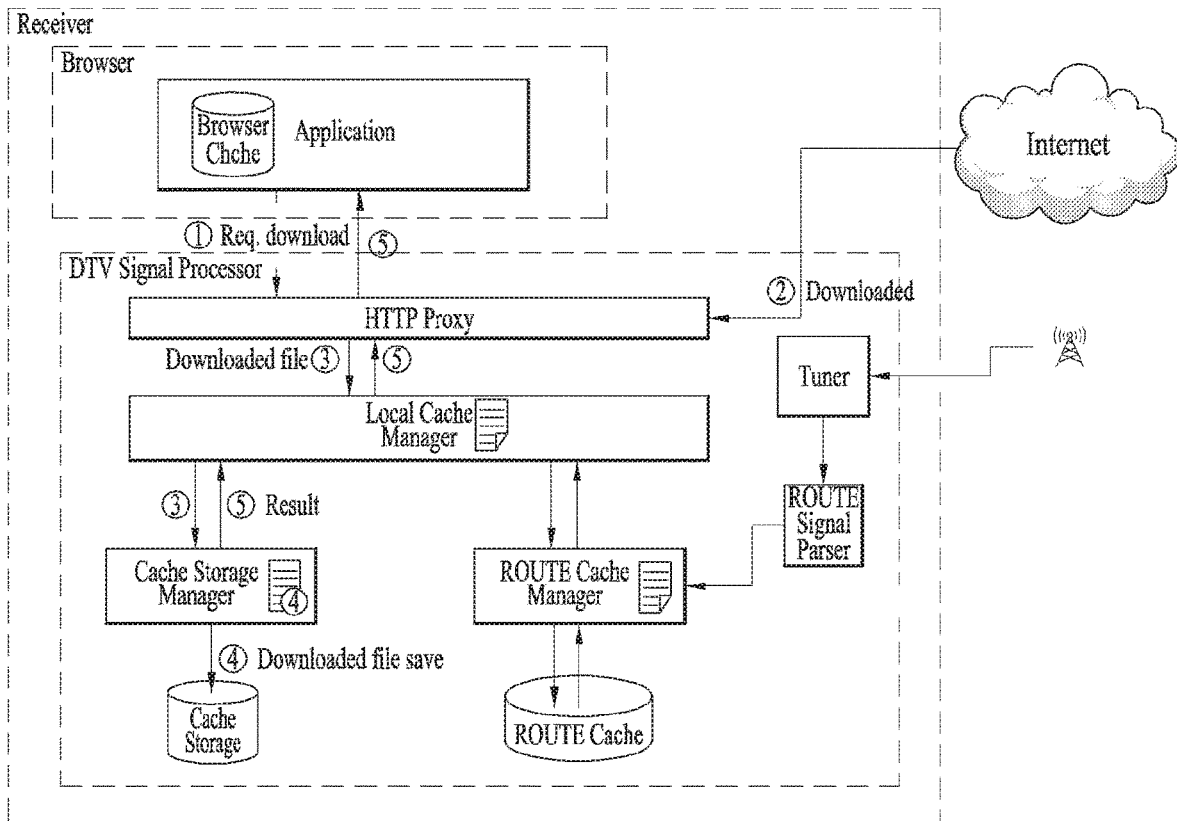 Receiver
Browser
Browser
Chche
Application
Internet
① Req. download ⑤
DTV Signal Processor
② Downloaded
HTTP Proxy
Downloaded file ③ ⑤
Tuner
Local Cache
Manager
③ ⑤ Result
ROUTE
Signal
Parser
Cache Storage
Manager
④
ROUTE Cache
Manager
④ Downloaded file save
Cache
Storage
ROUTE Cache